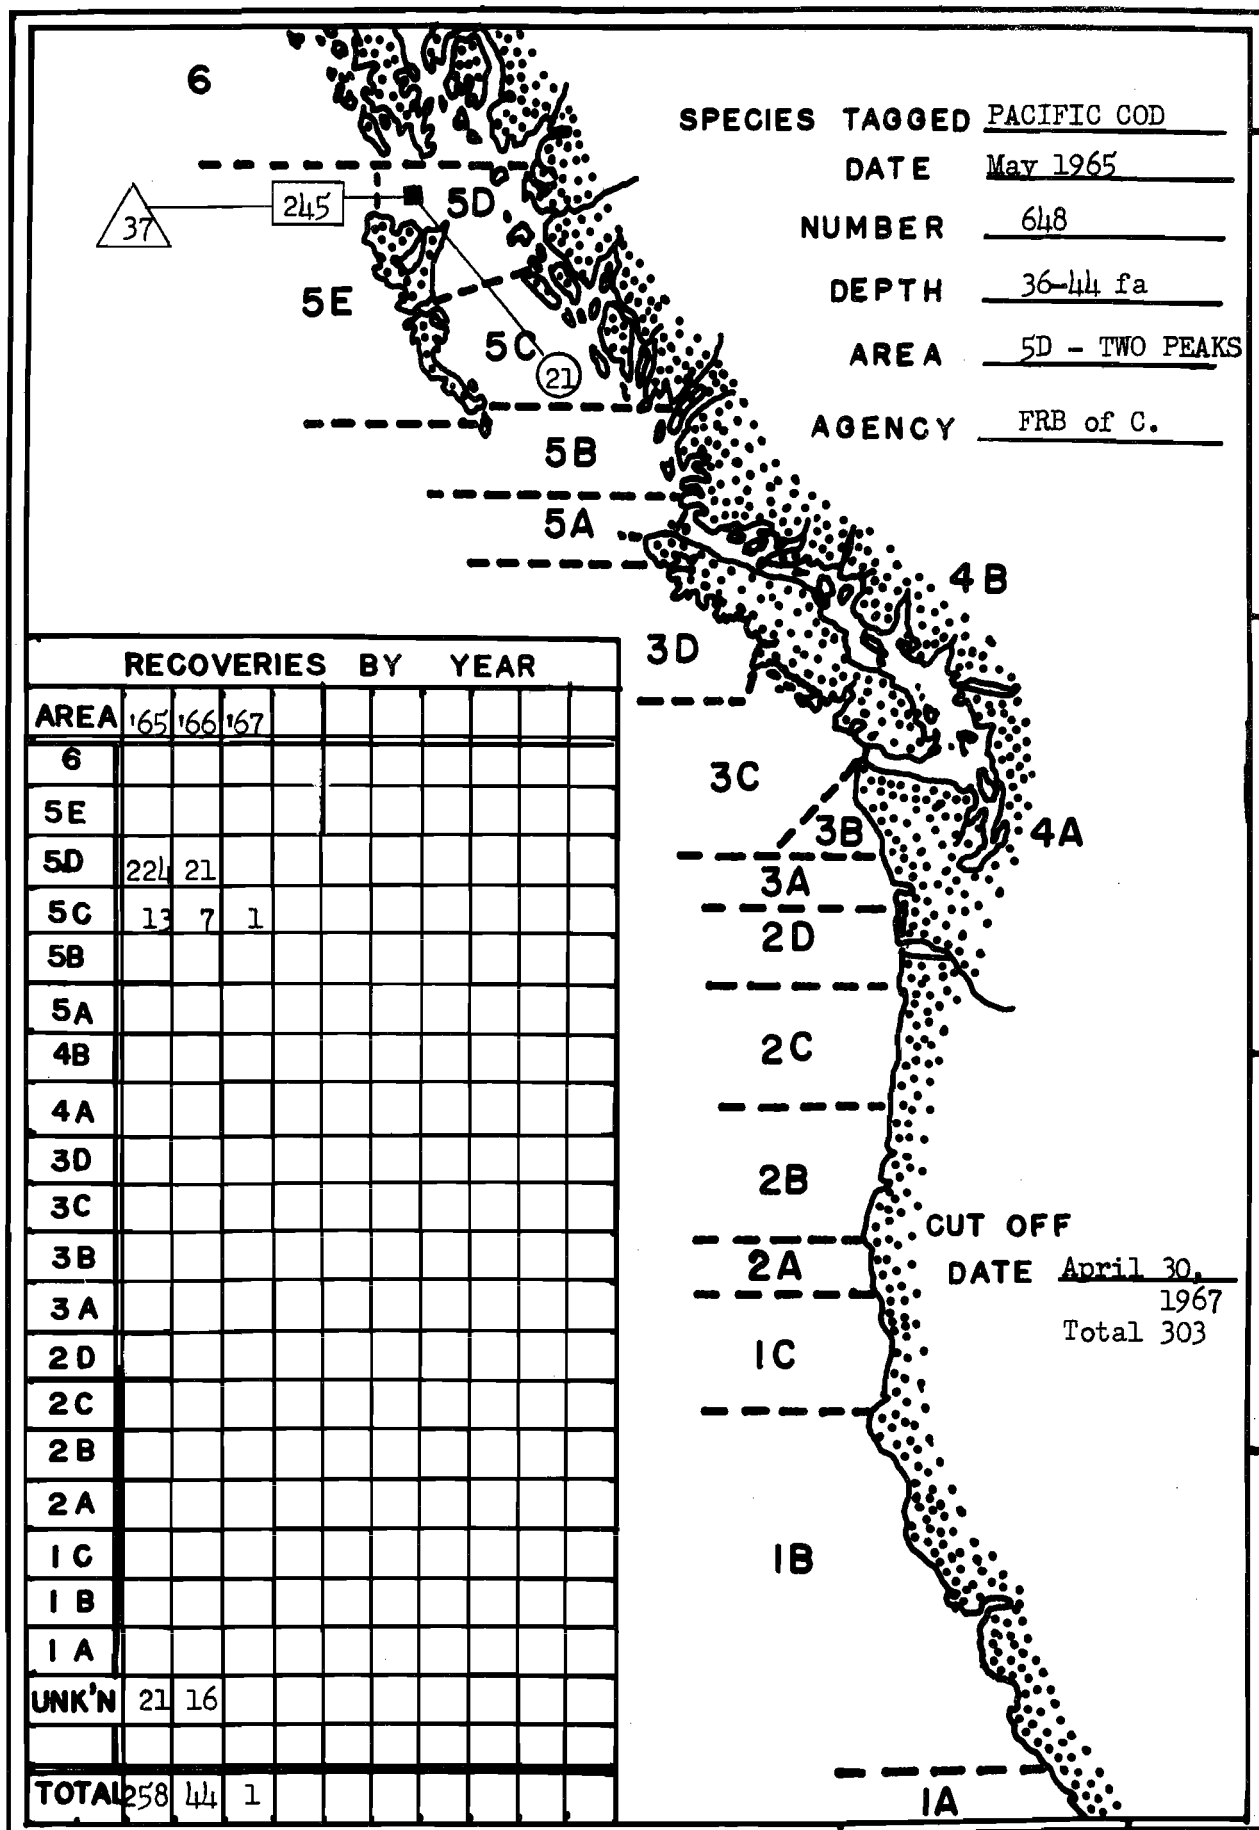 6
SPECIES TAGGED PACIFIC COD
DATE May 1965
NUMBER 648
DEPTH 36-44 fa
AREA 5D - TWO PEAKS
AGENCY FRB of C.
37
245
5D
5E
5C
21
5B
5A
4B
3D
3C
3B
4A
3A
2D
2C
2B
2A
1C
1B
1A
CUT OFF
DATE April 30,
1967
Total 303
RECOVERIES BY YEAR
AREA '65 '66 '67
6
5E
5D 224 21
5C 13 7 1
5B
5A
4B
4A
3D
3C
3B
3A
2D
2C
2B
2A
1C
1B
1A
UNK'N 21 16
TOTAL 258 44 1